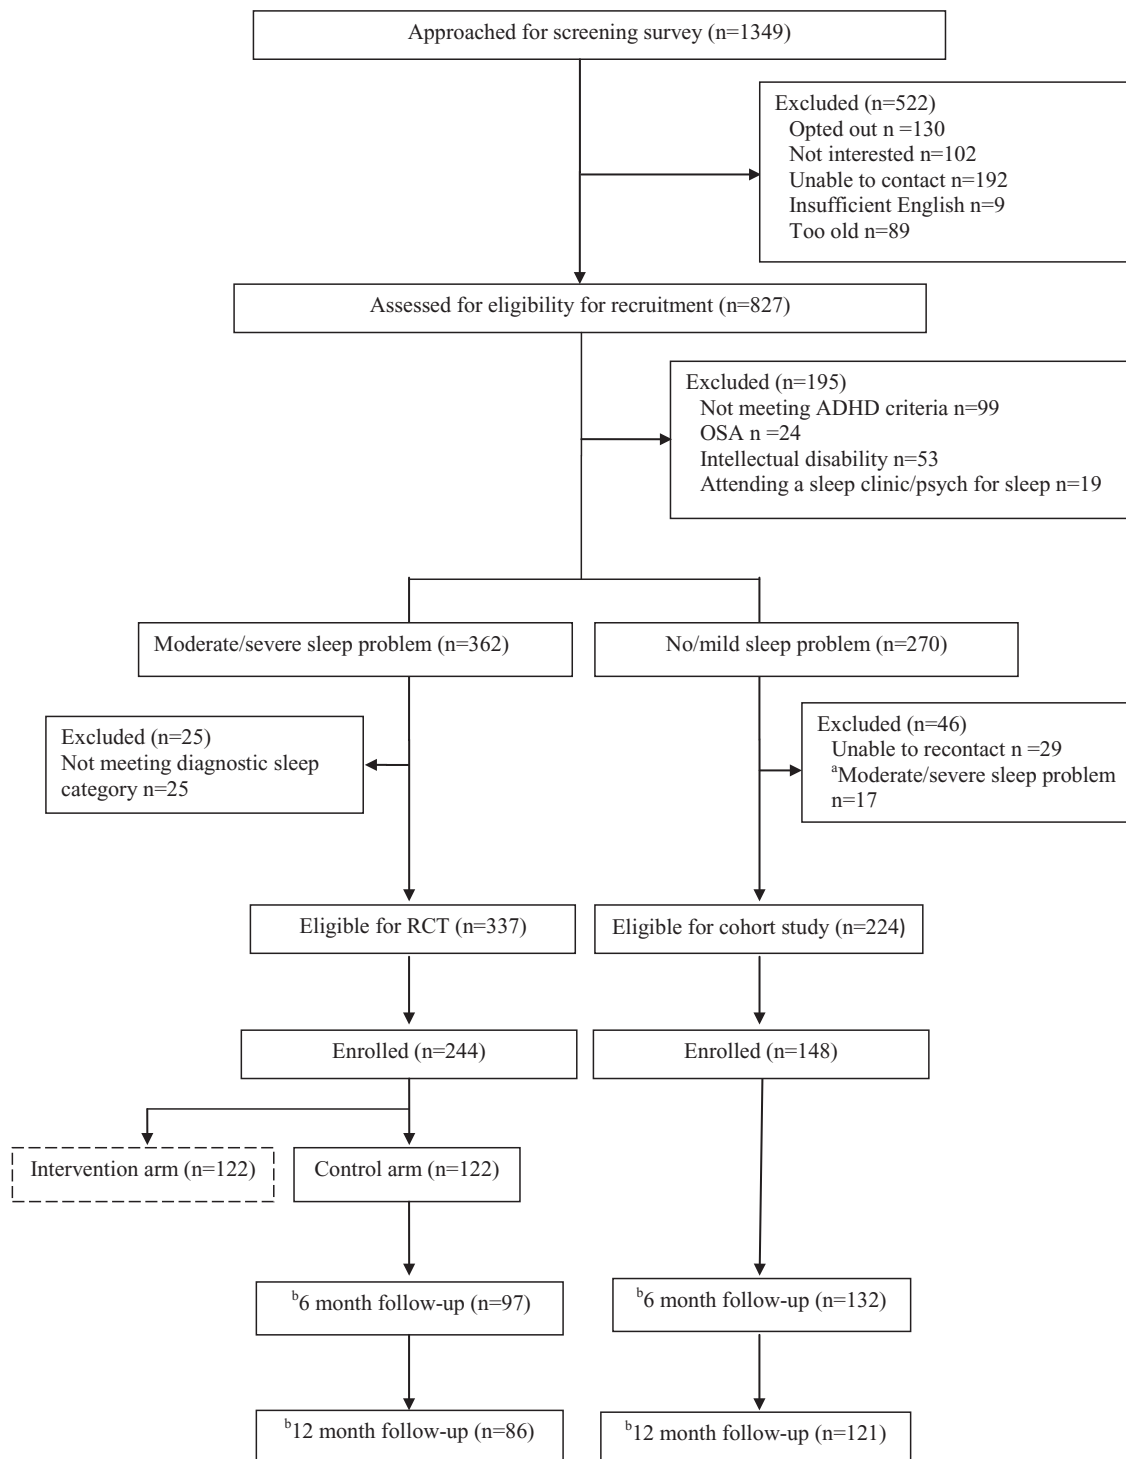 Approached for screening survey (n=1349)
Excluded (n=522)
Opted out n =130
Not interested n=102
Unable to contact n=192
Insufficient English n=9
Too old n=89
Assessed for eligibility for recruitment (n=827)
Excluded (n=195)
Not meeting ADHD criteria n=99
OSA n =24
Intellectual disability n=53
Attending a sleep clinic/psych for sleep n=19
Moderate/severe sleep problem (n=362)
No/mild sleep problem (n=270)
Excluded (n=25)
Not meeting diagnostic sleep
category n=25
Excluded (n=46)
Unable to recontact n =29
ᵃModerate/severe sleep problem
n=17
Eligible for RCT (n=337)
Eligible for cohort study (n=224)
Enrolled (n=244)
Enrolled (n=148)
Intervention arm (n=122)
Control arm (n=122)
ᵇ6 month follow-up (n=97)
ᵇ6 month follow-up (n=132)
ᵇ12 month follow-up (n=86)
ᵇ12 month follow-up (n=121)